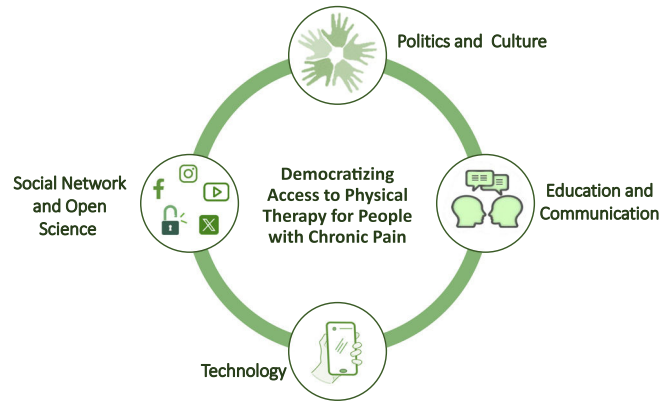 Politics and Culture
Social Network
and Open
Science
Democratizing
Access to Physical
Therapy for People
with Chronic Pain
Education and
Communication
Technology